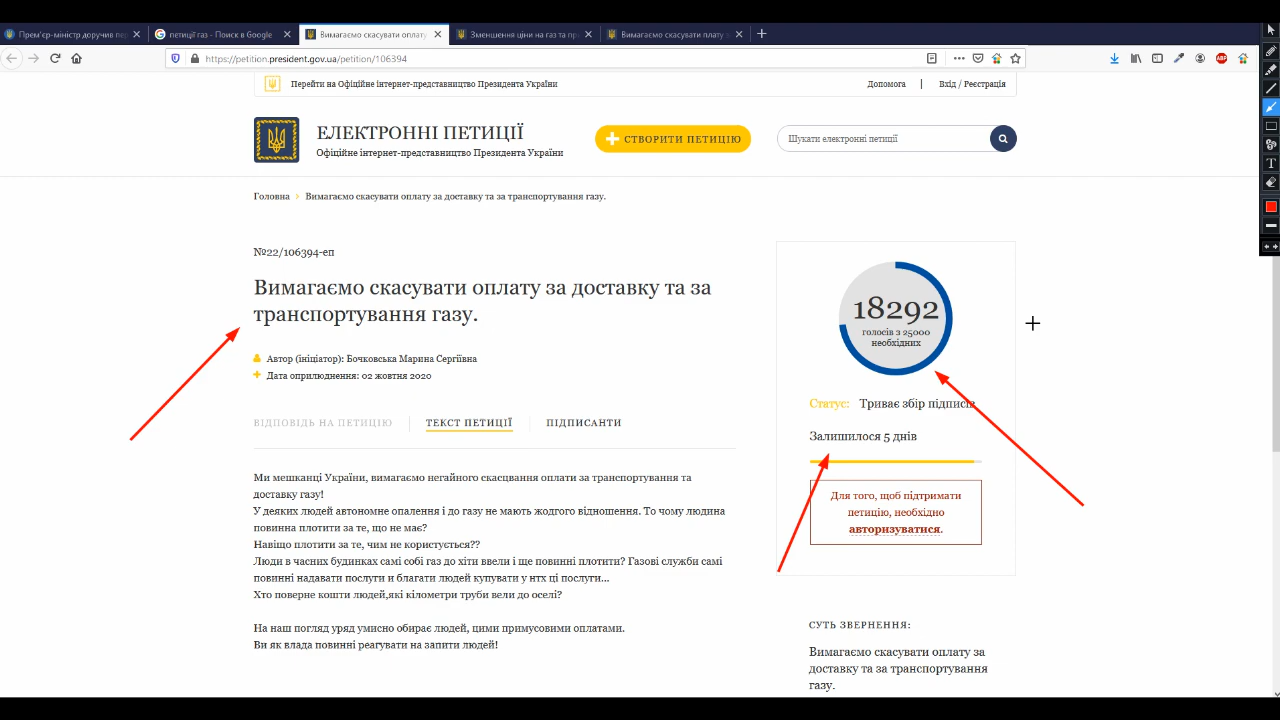 Прем'єр-міністр доручив пер
петиції газ - Поиск в Google
Вимагаємо скасувати оплату
Зменшення ціни на газ та пр
Вимагаємо скасувати плату з
https://petition.president.gov.ua/petition/106394
Перейти на Офіційне інтернет-представництво Президента України
Допомога | Вхід / Реєстрація
ЕЛЕКТРОННІ ПЕТИЦІЇ
Офіційне інтернет-представництво Президента України
СТВОРИТИ ПЕТИЦІЮ
Шукати електронні петиції
Головна > Вимагаємо скасувати оплату за доставку та за транспортування газу.
№22/106394-еп
Вимагаємо скасувати оплату за доставку та за
транспортування газу.
Автор (ініціатор): Бочковська Марина Сергіївна
Дата оприлюднення: 02 жовтня 2020
ВІДПОВІДЬ НА ПЕТИЦІЮ
ТЕКСТ ПЕТИЦІЇ
ПІДПИСАНТИ
Ми мешканці України, вимагаємо негайного скасцвання оплати за транспортування та
доставку газу!
У деяких людей автономне опалення і до газу не мають жодгого відношення. То чому людина
повинна плотити за те, що не має?
Навіщо плотити за те, чим не користується??
Люди в часних будинках самі собі газ до хіти ввели і ще повинні плотити? Газові служби самі
повинні надавати послуги и благати людей купувати у нтх ці послуги...
Хто поверне кошти людей,які кілометри труби вели до оселі?
На наш погляд уряд умисно обирає людей, цими примусовими оплатами.
Ви як влада повинні реагувати на запити людей!
18292
голосів з 25000
необхідних
Статус: Триває збір підписів
Залишилося 5 днів
Для того, щоб підтримати
петицію, необхідно
авторизуватися.
СУТЬ ЗВЕРНЕННЯ:
Вимагаємо скасувати оплату за
доставку та за транспортування
газу.
ABP
T